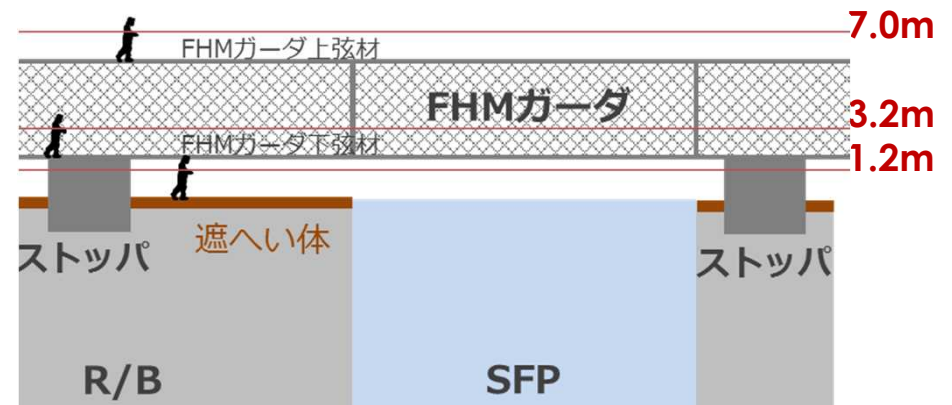 7.0m
FHMガーダ上弦材
FHMガーダ
3.2m
FHMガーダ下弦材
1.2m
遮へい体
ストッパ
ストッパ
R/B
SFP